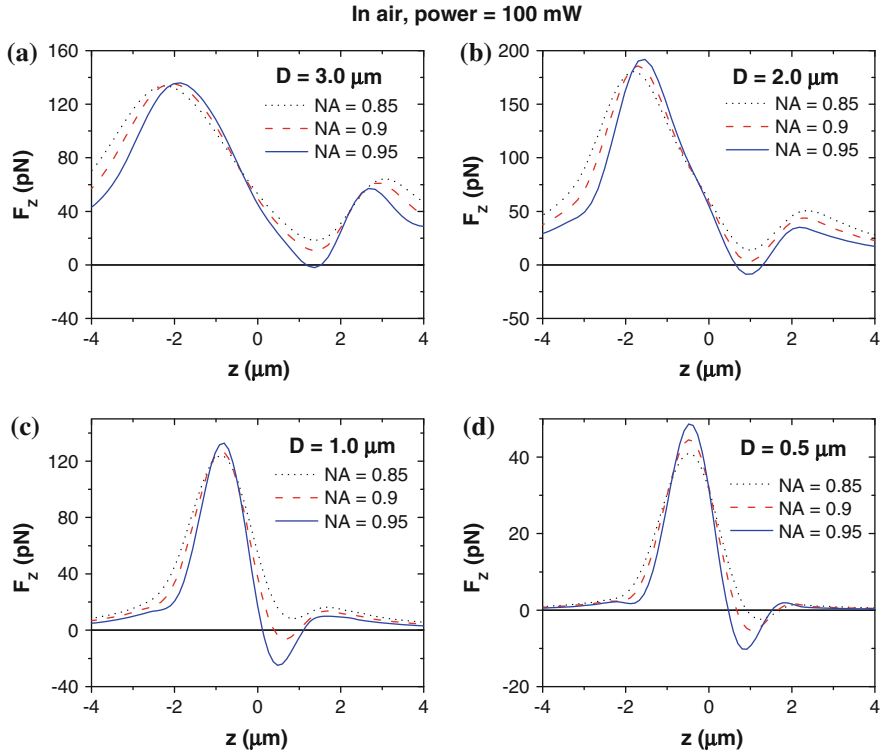 In air, power = 100 mW
(a)
D = 3.0 μm
NA = 0.85
NA = 0.9
NA = 0.95
F_z (pN)
160
120
80
40
0
-40
-4
-2
0
2
4
z (μm)
(b)
D = 2.0 μm
NA = 0.85
NA = 0.9
NA = 0.95
F_z (pN)
200
150
100
50
0
-50
-4
-2
0
2
4
z (μm)
(c)
D = 1.0 μm
NA = 0.85
NA = 0.9
NA = 0.95
F_z (pN)
120
80
40
0
-40
-4
-2
0
2
4
z (μm)
(d)
D = 0.5 μm
NA = 0.85
NA = 0.9
NA = 0.95
F_z (pN)
40
20
0
-20
-4
-2
0
2
4
z (μm)